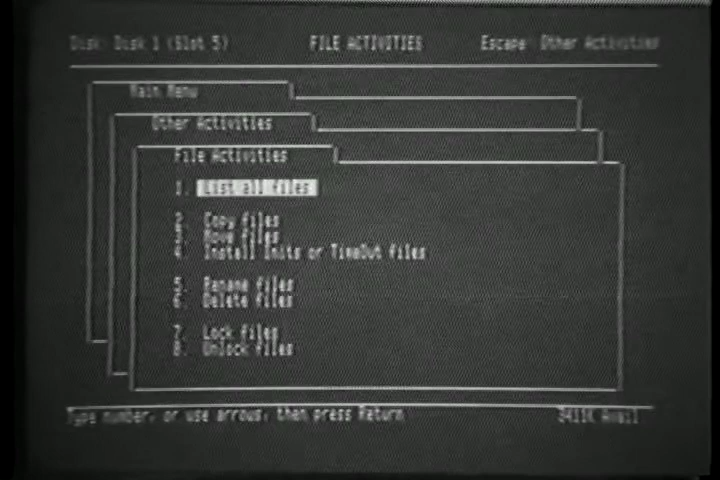 Disk: Disk 1 (Slot 5) FILE ACTIVITIES Escape: Other Activities
Main Menu
Other Activities
File Activities
1. List all files
2. Copy files
3. Move files
4. Install Inits or TimeOut files
5. Rename files
6. Delete files
7. Lock files
8. Unlock files
Type number, or use arrows, then press Return Avail